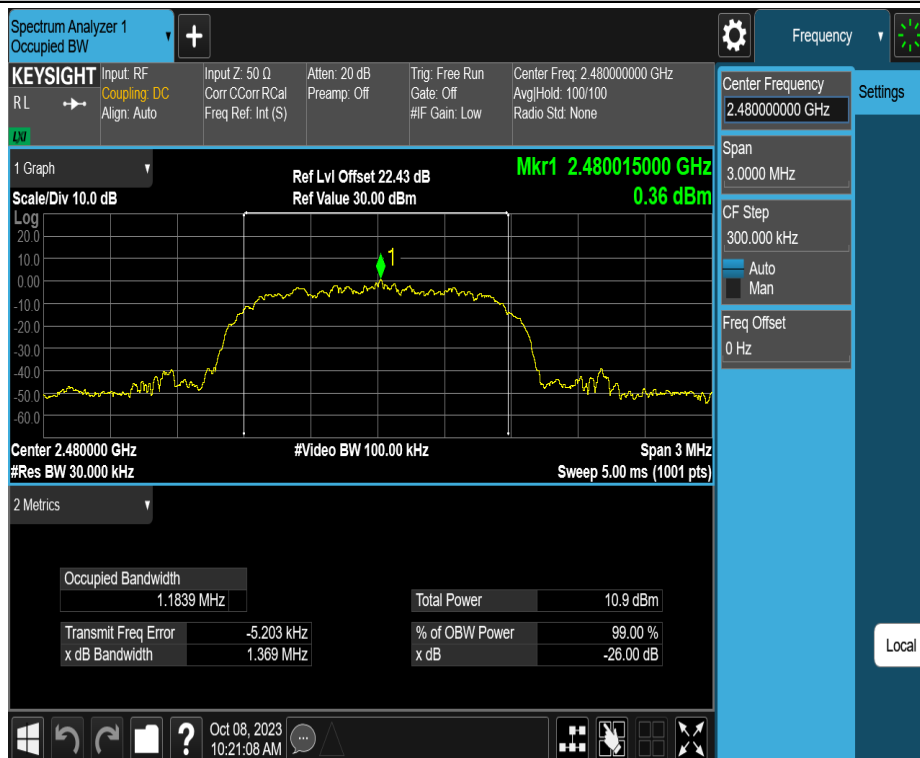 Spectrum Analyzer 1
Occupied BW
+
Frequency
KEYSIGHT
RL
LXI
Input: RF
Coupling: DC
Align: Auto
Input Z: 50 Ω
Corr CCorr RCal
Freq Ref: Int (S)
Atten: 20 dB
Preamp: Off
Trig: Free Run
Gate: Off
#IF Gain: Low
Center Freq: 2.480000000 GHz
Avg|Hold: 100/100
Radio Std: None
Center Frequency
2.480000000 GHz
Settings
Span
3.0000 MHz
CF Step
300.000 kHz
Auto
Man
Freq Offset
0 Hz
1 Graph
Scale/Div 10.0 dB
Ref Lvl Offset 22.43 dB
Ref Value 30.00 dBm
Mkr1 2.480015000 GHz
0.36 dBm
Log
20.0
10.0
0.00
-10.0
-20.0
-30.0
-40.0
-50.0
-60.0
1
Center 2.480000 GHz
#Res BW 30.000 kHz
#Video BW 100.00 kHz
Span 3 MHz
Sweep 5.00 ms (1001 pts)
2 Metrics
Occupied Bandwidth
1.1839 MHz
Total Power 10.9 dBm
Transmit Freq Error -5.203 kHz
% of OBW Power 99.00 %
x dB Bandwidth 1.369 MHz
x dB -26.00 dB
Local
?
Oct 08, 2023
10:21:08 AM